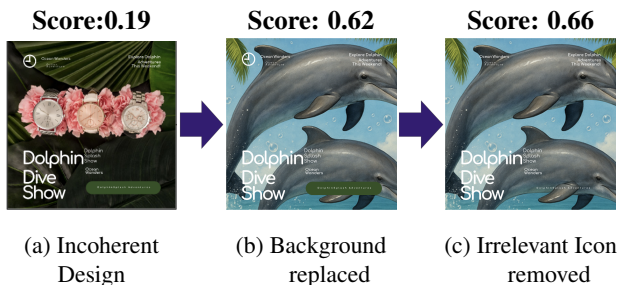 Score:0.19
Score: 0.62
Score: 0.66
Ocean Wonders
Explore Dolphin
Adventures
This Weekend!
Dolphin
Dive
Show
Dolphin
Splash
Show
Ocean
Wonders
Ocean Wonders
Explore Dolphin
Adventures
This Weekend!
Dolphin
Dive
Show
Dolphin
Splash
Show
Ocean
Wonders
Ocean Wonders
Explore Dolphin
Adventures
This Weekend!
Dolphin
Dive
Show
Dolphin
Splash
Show
Ocean
Wonders
(a) Incoherent
Design
(b) Background
replaced
(c) Irrelevant Icon
removed